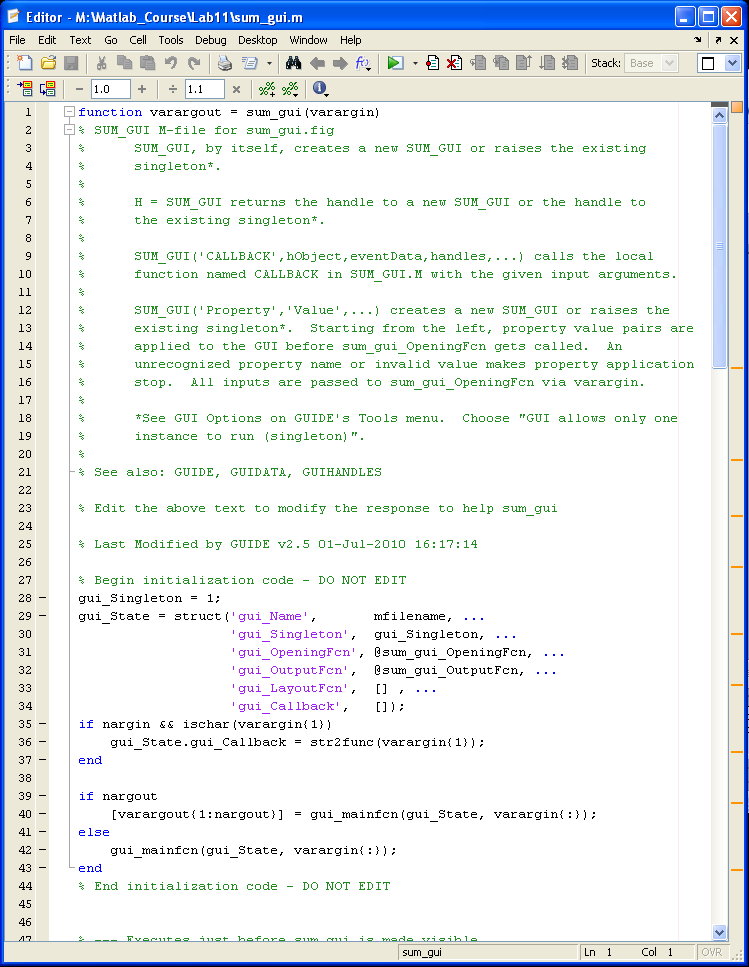 Editor - M:\Matlab_Course\Lab11\sum_gui.m
File Edit Text Go Cell Tools Debug Desktop Window Help
Stack: Base
1.0 1.1
1 function varargout = sum_gui(varargin)
2 % SUM_GUI M-file for sum_gui.fig
3 % SUM_GUI, by itself, creates a new SUM_GUI or raises the existing
4 % singleton*.
5 %
6 % H = SUM_GUI returns the handle to a new SUM_GUI or the handle to
7 % the existing singleton*.
8 %
9 % SUM_GUI('CALLBACK',hObject,eventData,handles,...) calls the local
10 % function named CALLBACK in SUM_GUI.M with the given input arguments.
11 %
12 % SUM_GUI('Property','Value',...) creates a new SUM_GUI or raises the
13 % existing singleton*. Starting from the left, property value pairs are
14 % applied to the GUI before sum_gui_OpeningFcn gets called. An
15 % unrecognized property name or invalid value makes property application
16 % stop. All inputs are passed to sum_gui_OpeningFcn via varargin.
17 %
18 % *See GUI Options on GUIDE's Tools menu. Choose "GUI allows only one
19 % instance to run (singleton)".
20 %
21 % See also: GUIDE, GUIDATA, GUIHANDLES
22
23 % Edit the above text to modify the response to help sum_gui
24
25 % Last Modified by GUIDE v2.5 01-Jul-2010 16:17:14
26
27 % Begin initialization code - DO NOT EDIT
28 - gui_Singleton = 1;
29 - gui_State = struct('gui_Name', mfilename, ...
30 'gui_Singleton', gui_Singleton, ...
31 'gui_OpeningFcn', @sum_gui_OpeningFcn, ...
32 'gui_OutputFcn', @sum_gui_OutputFcn, ...
33 'gui_LayoutFcn', [] , ...
34 'gui_Callback', []);
35 - if nargin && ischar(varargin{1})
36 - gui_State.gui_Callback = str2func(varargin{1});
37 - end
38
39 - if nargout
40 - [varargout{1:nargout}] = gui_mainfcn(gui_State, varargin{:});
41 - else
42 - gui_mainfcn(gui_State, varargin{:});
43 - end
44 % End initialization code - DO NOT EDIT
45
46
47 % --- Executes just before sum_gui is made visible.
sum_gui Ln 1 Col 1 OVR